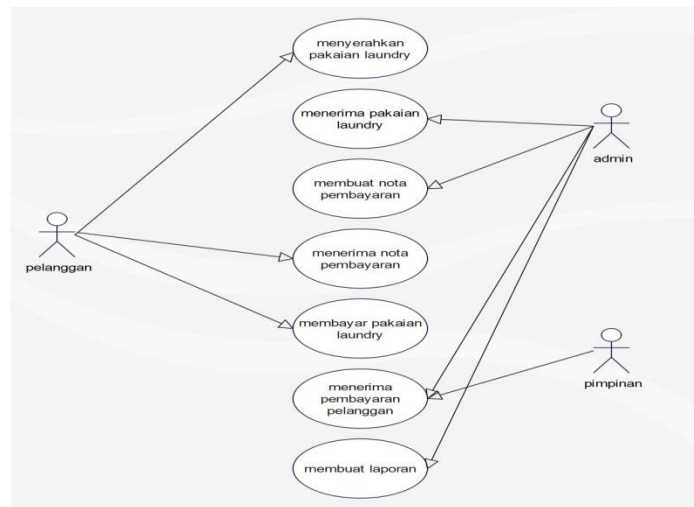 menyerahkan
pakaian laundry
menerima pakaian
laundry
admin
membuat nota
pembayaran
pelanggan
menerima nota
pembayaran
membayar pakaian
laundry
pimpinan
menerima
pembayaran
pelanggan
membuat laporan